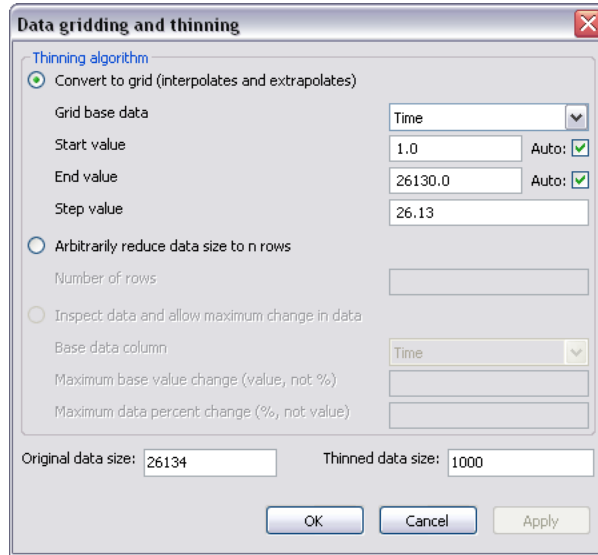 Data gridding and thinning
Thinning algorithm
Convert to grid (interpolates and extrapolates)
Grid base data Time
Start value 1.0 Auto:
End value 26130.0 Auto:
Step value 26.13
Arbitrarily reduce data size to n rows
Number of rows
Inspect data and allow maximum change in data
Base data column Time
Maximum base value change (value, not %)
Maximum data percent change (%, not value)
Original data size: 26134 Thinned data size: 1000
OK Cancel Apply